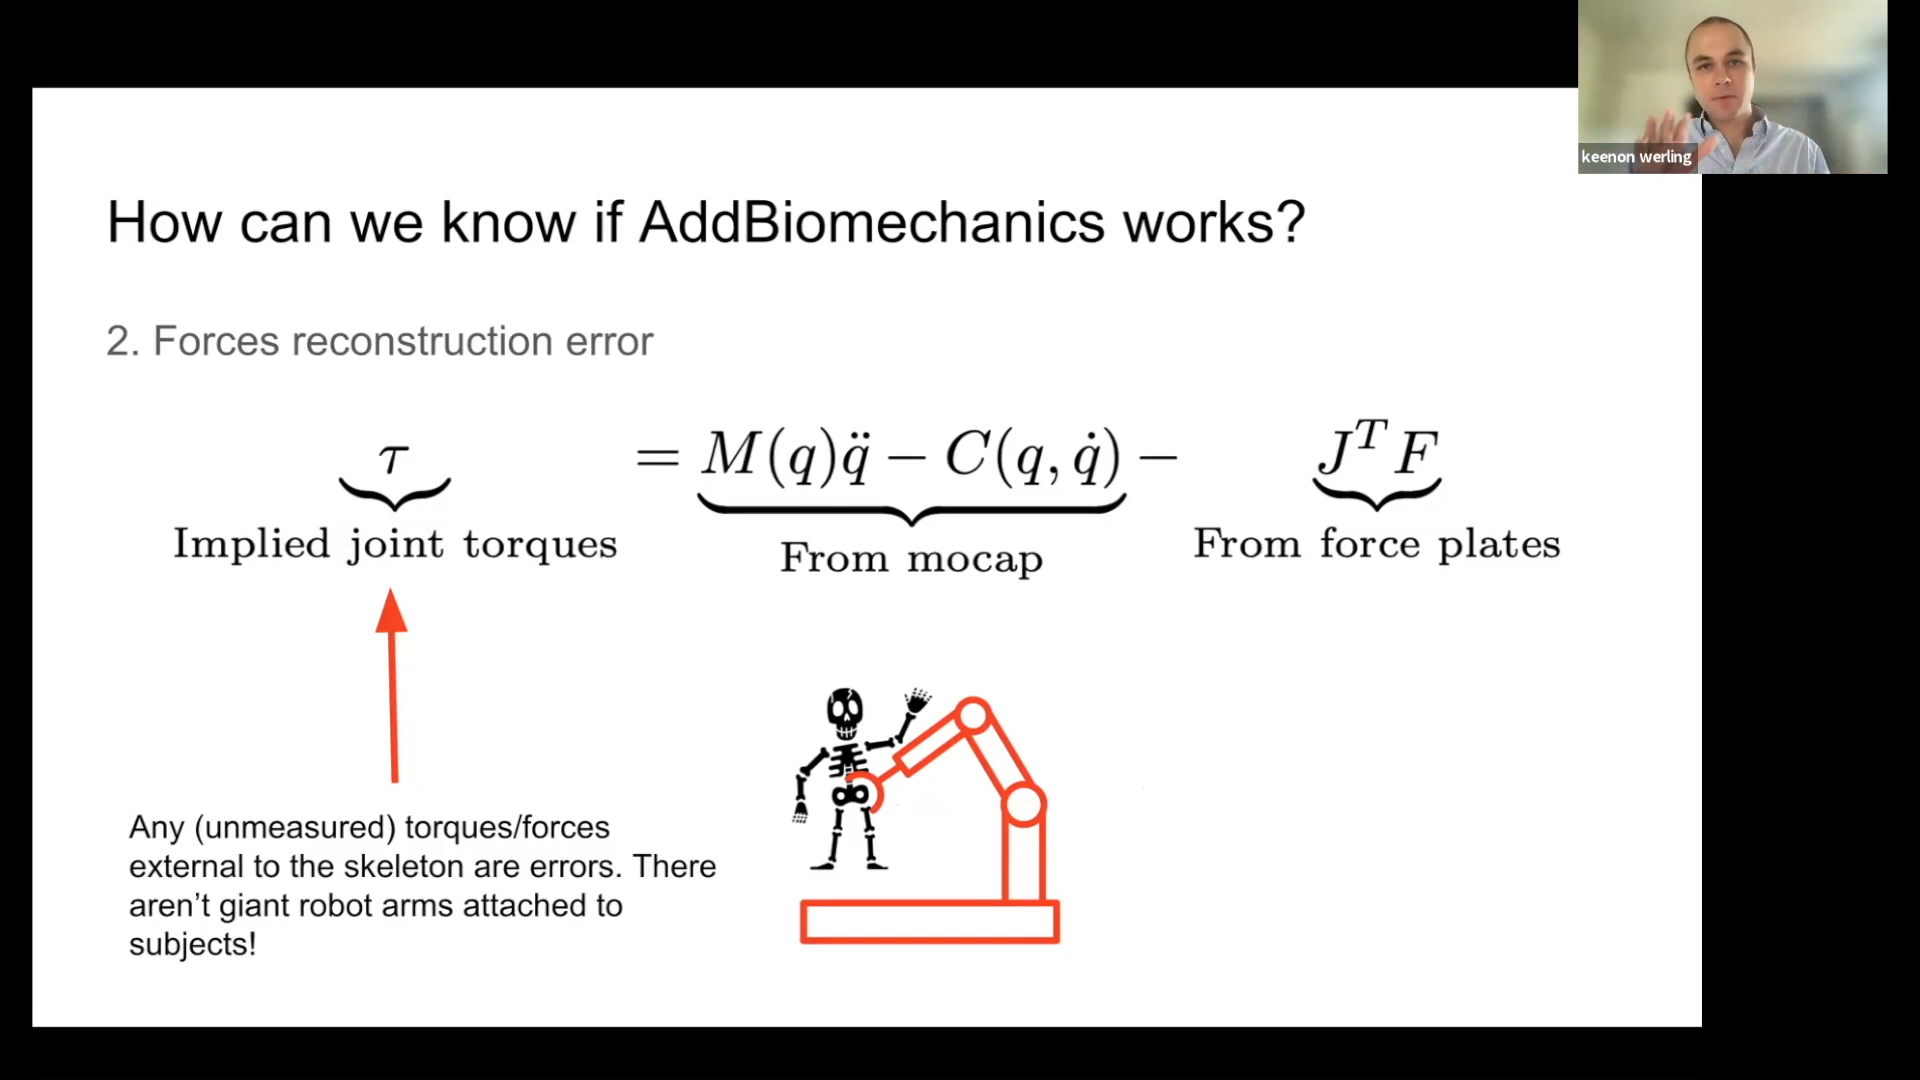 keenon werling
How can we know if AddBiomechanics works?
2. Forces reconstruction error
τ = M(q)q̈ − C(q, q̇) − JᵀF
Implied joint torques
From mocap
From force plates
Any (unmeasured) torques/forces
external to the skeleton are errors. There
aren’t giant robot arms attached to
subjects!